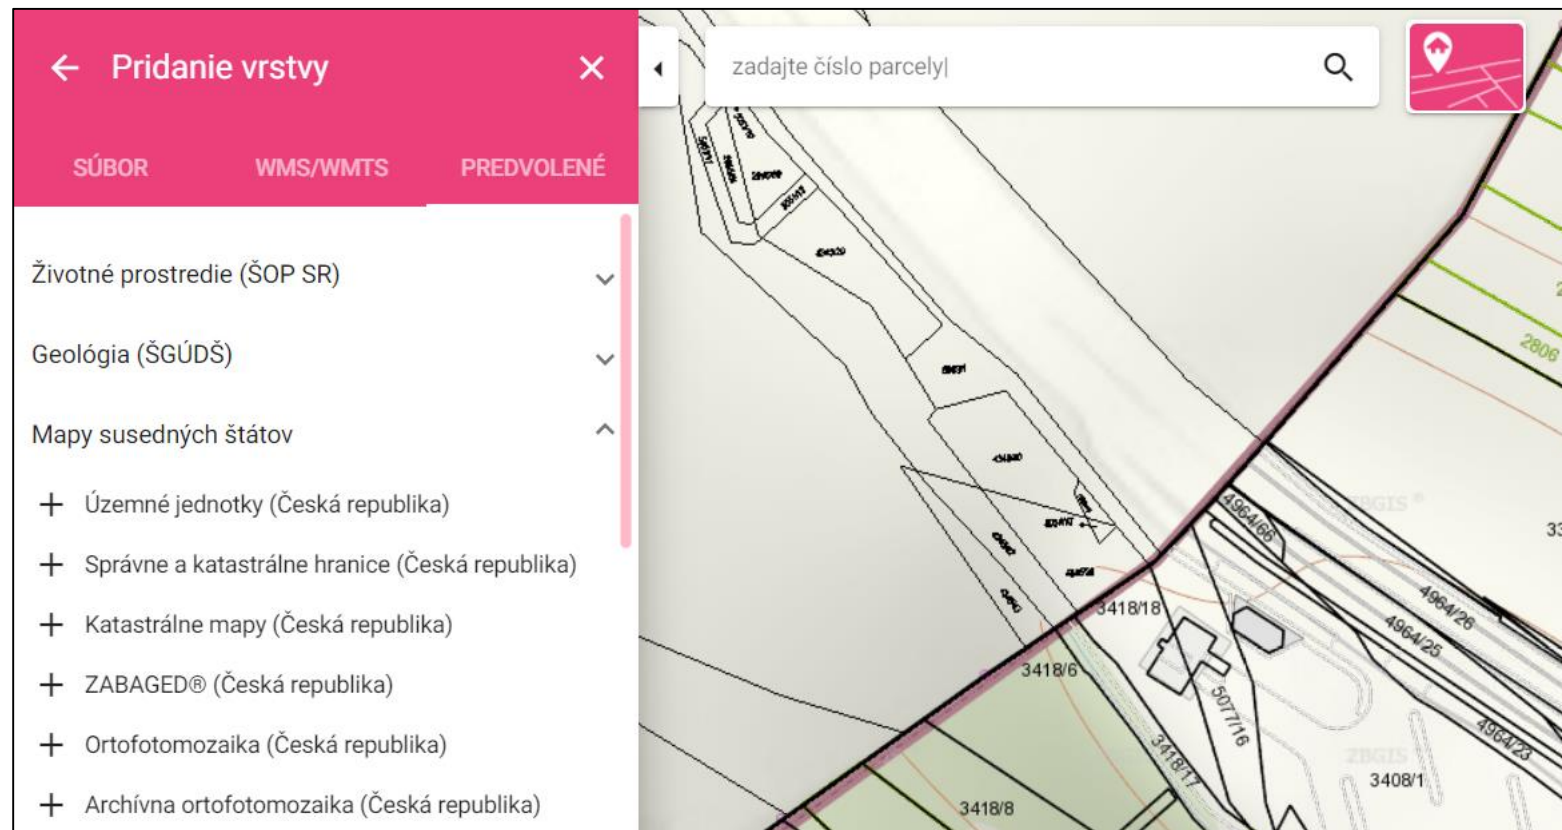 Pridanie vrstvy
zadajte číslo parcely
SÚBOR
WMS/WMTS
PREDVOLENÉ
Životné prostredie (ŠOP SR)
Geológia (ŠGÚDŠ)
Mapy susedných štátov
Územné jednotky (Česká republika)
Správne a katastrálne hranice (Česká republika)
Katastrálne mapy (Česká republika)
ZABAGED® (Česká republika)
Ortofotomozaika (Česká republika)
Archívna ortofotomozaika (Česká republika)
2806
ZBGIS ®
4964/66
4964/26
4964/25
4964/23
3418/18
3418/6
5077/16
3418/17
ZBGIS
3408/1
3418/8